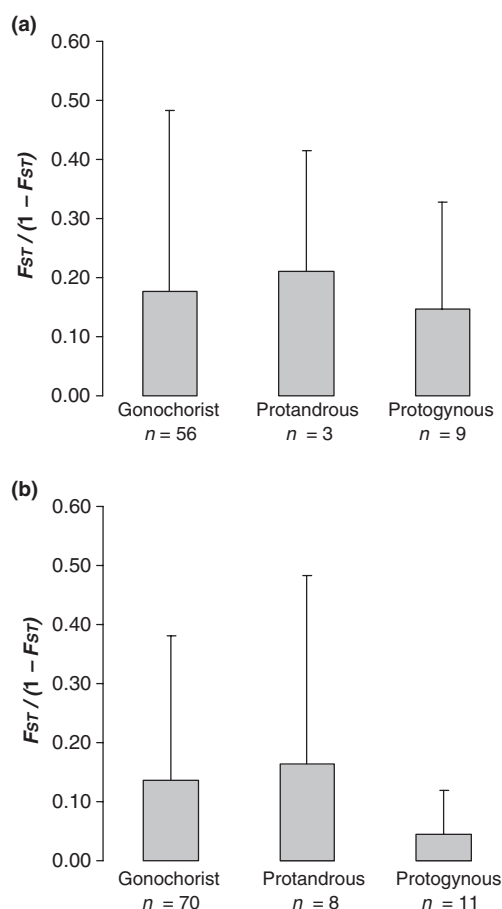 (a)
0.60
0.50
0.40
0.30
0.20
0.10
0.00
FST / (1 – FST)
Gonochorist Protandrous Protogynous
n = 56 n = 3 n = 9
(b)
0.60
0.50
0.40
0.30
0.20
0.10
0.00
FST / (1 – FST)
Gonochorist Protandrous Protogynous
n = 70 n = 8 n = 11